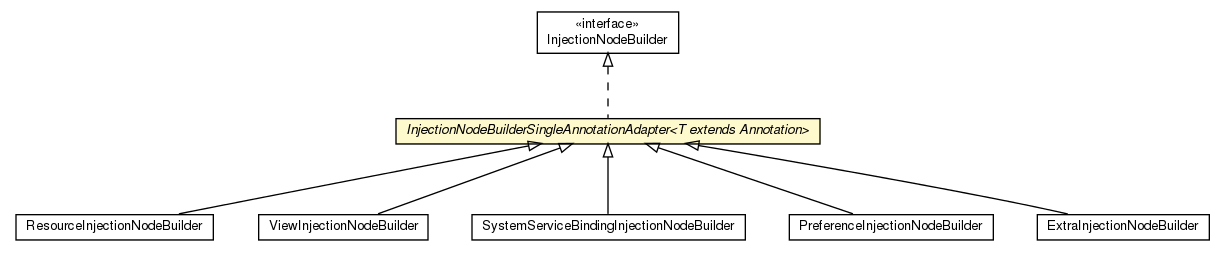 «interface»
InjectionNodeBuilder
InjectionNodeBuilderSingleAnnotationAdapter<T extends Annotation>
ResourceInjectionNodeBuilder
ViewInjectionNodeBuilder
SystemServiceBindingInjectionNodeBuilder
PreferenceInjectionNodeBuilder
ExtraInjectionNodeBuilder